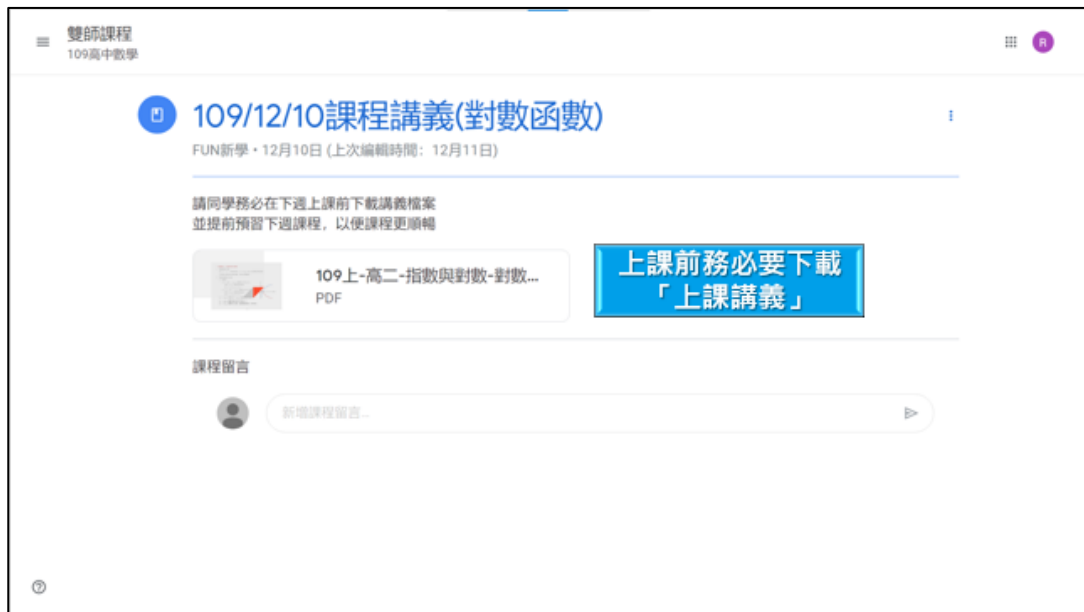 雙師課程
109高中數學
R
109/12/10課程講義(對數函數)
FUN新學 • 12月10日 (上次編輯時間：12月11日)
請同學務必在下週上課前下載講義檔案
並提前預習下週課程，以便課程更順暢
109上-高二-指數與對數-對數...
PDF
上課前務必要下載
「上課講義」
課程留言
新增課程留言...